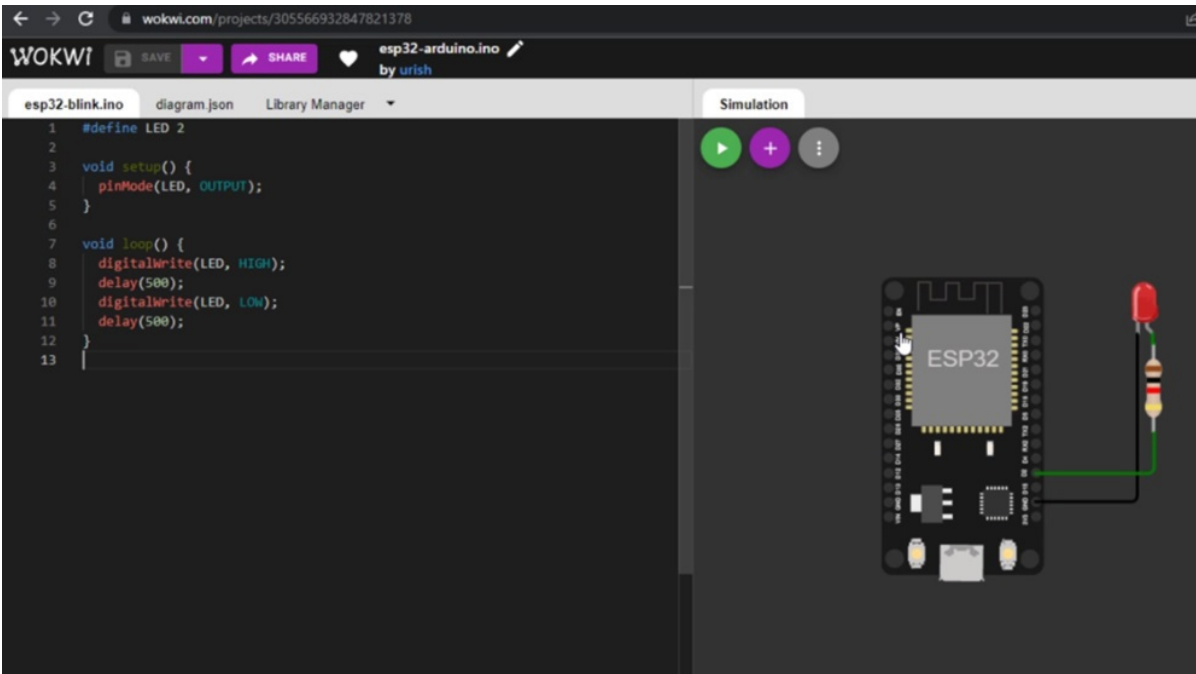 wokwi.com/projects/305566932847821378
WOKWi SAVE SHARE esp32-arduino.ino
by urish
esp32-blink.ino diagram.json Library Manager
Simulation
1 #define LED 2
2
3 void setup() {
4 pinMode(LED, OUTPUT);
5 }
6
7 void loop() {
8 digitalWrite(LED, HIGH);
9 delay(500);
10 digitalWrite(LED, LOW);
11 delay(500);
12 }
13
ESP32